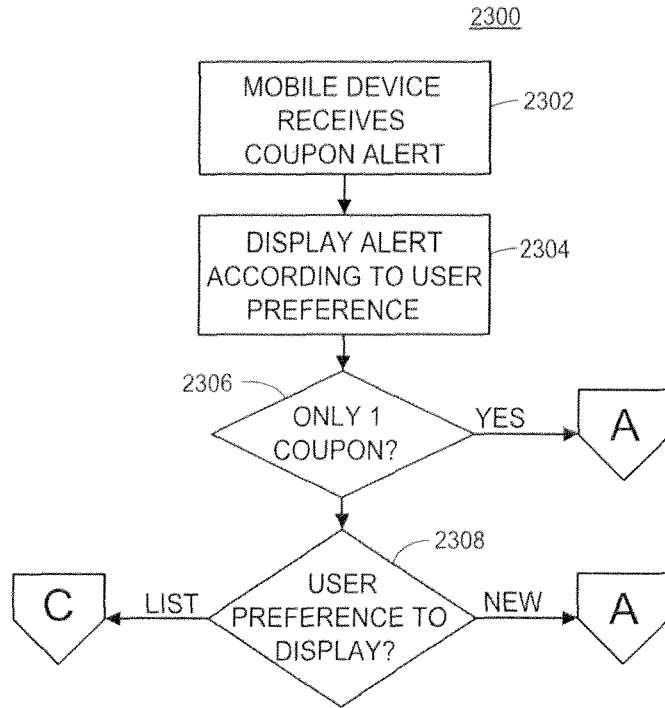 2300
MOBILE DEVICE
RECEIVES
COUPON ALERT
2302
DISPLAY ALERT
ACCORDING TO USER
PREFERENCE
2304
2306
ONLY 1
COUPON?
YES
A
2308
C
LIST
USER
PREFERENCE TO
DISPLAY?
NEW
A